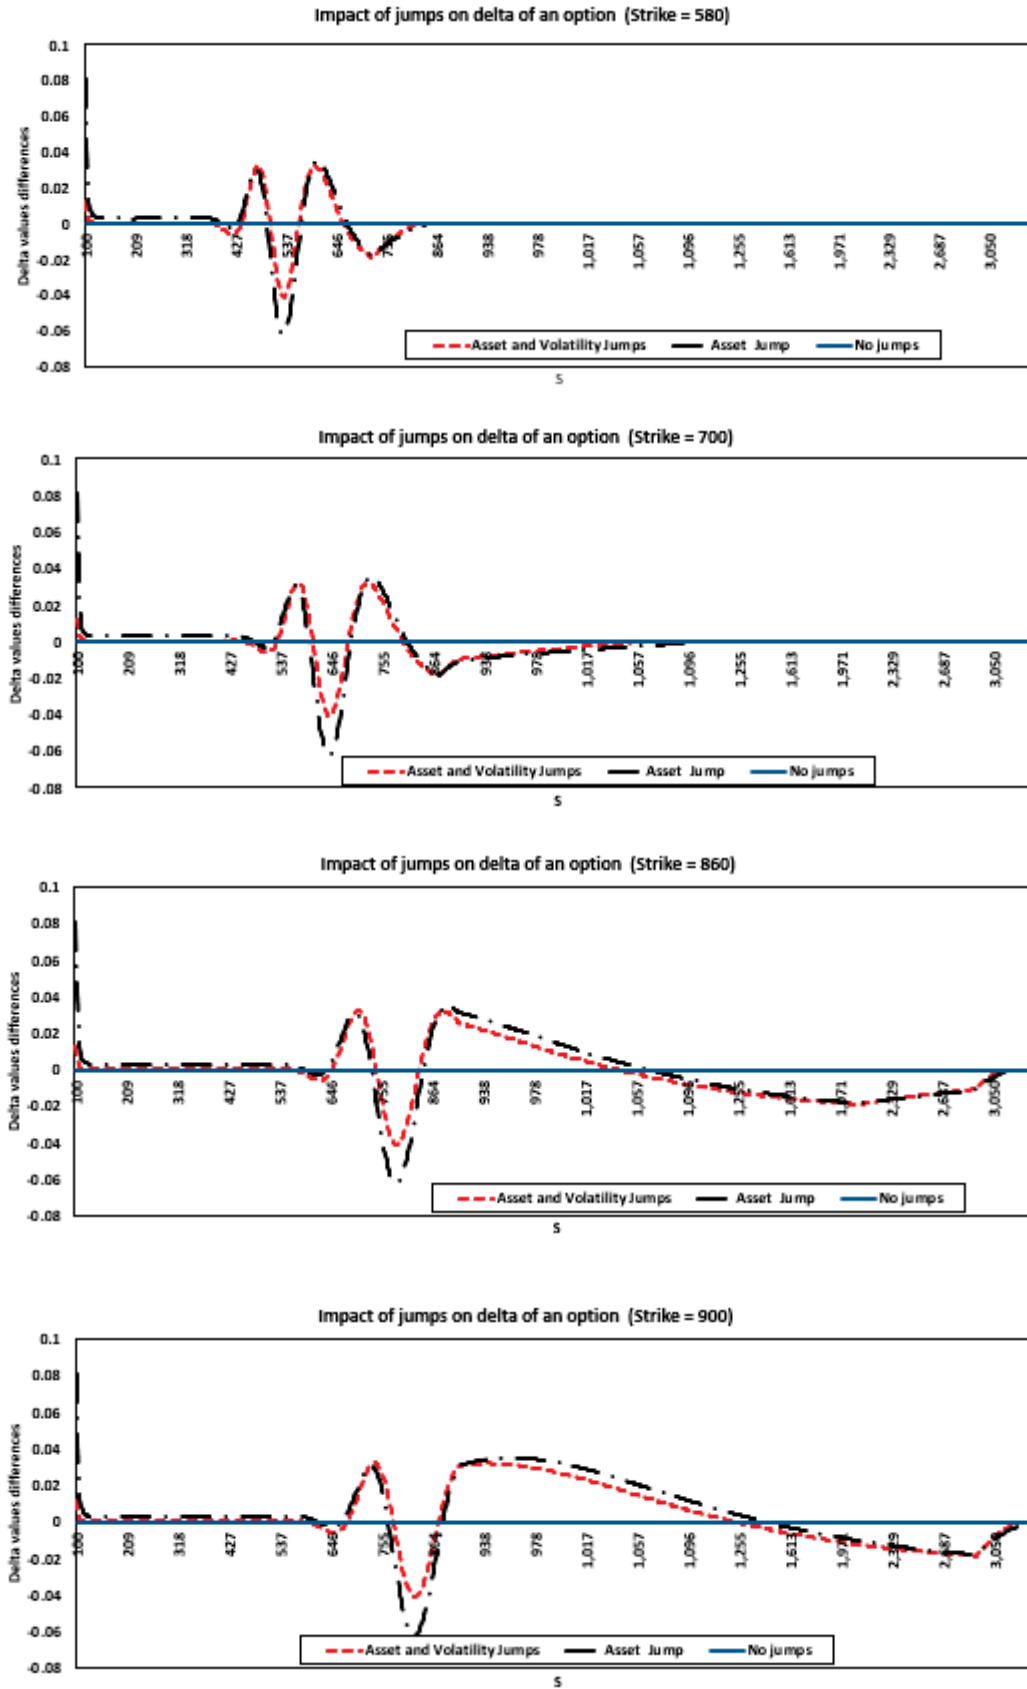 Impact of jumps on delta of an option (Strike = 580)
Delta values differences
0.1
0.08
0.06
0.04
0.02
0
-0.02
-0.04
-0.06
-0.08
100 209 318 427 537 646 755 864 938 978 1,017 1,057 1,096 1,255 1,613 1,971 2,329 2,687 3,050
Asset and Volatility Jumps Asset Jump No jumps
S
Impact of jumps on delta of an option (Strike = 700)
Delta values differences
0.1
0.08
0.06
0.04
0.02
0
-0.02
-0.04
-0.06
-0.08
100 209 318 427 537 646 755 864 938 978 1,017 1,057 1,096 1,255 1,613 1,971 2,329 2,687 3,050
Asset and Volatility Jumps Asset Jump No jumps
S
Impact of jumps on delta of an option (Strike = 860)
Delta values differences
0.1
0.08
0.06
0.04
0.02
0
-0.02
-0.04
-0.06
-0.08
100 209 318 427 537 646 755 864 938 978 1,017 1,057 1,096 1,255 1,613 1,971 2,329 2,687 3,050
Asset and Volatility Jumps Asset Jump No jumps
S
Impact of jumps on delta of an option (Strike = 900)
Delta values differences
0.1
0.08
0.06
0.04
0.02
0
-0.02
-0.04
-0.06
-0.08
100 209 318 427 537 646 755 864 938 978 1,017 1,057 1,096 1,255 1,613 1,971 2,329 2,687 3,050
Asset and Volatility Jumps Asset Jump No jumps
S